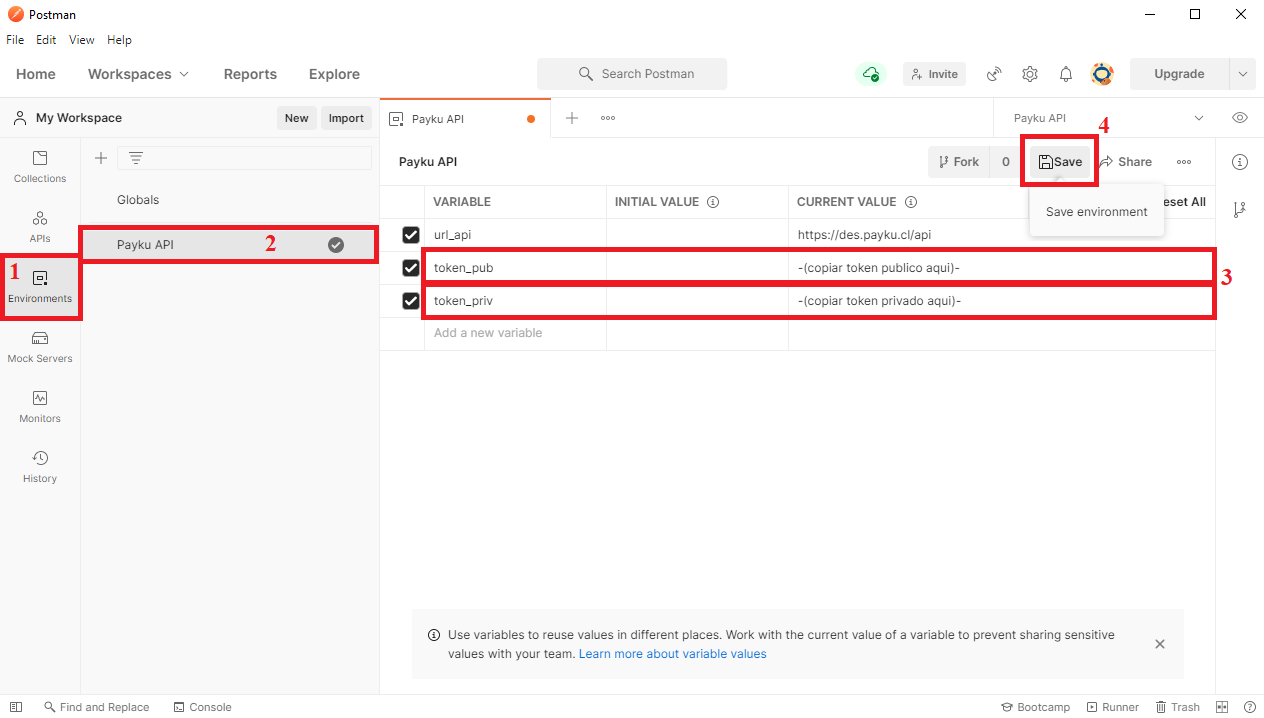 Postman
File Edit View Help
Home Workspaces Reports Explore Search Postman Invite Upgrade
My Workspace New Import Payku API Payku API
4
Collections
APIs
1
Environments
Mock Servers
Monitors
History
Globals
Payku API 2
Payku API Fork 0 Save Share
Save environment
VARIABLE INITIAL VALUE CURRENT VALUE eset All
url_api https://des.payku.cl/api
token_pub -(copiar token publico aqui)-
3
token_priv -(copiar token privado aqui)-
Add a new variable
Use variables to reuse values in different places. Work with the current value of a variable to prevent sharing sensitive
values with your team. Learn more about variable values
Find and Replace Console Bootcamp Runner Trash